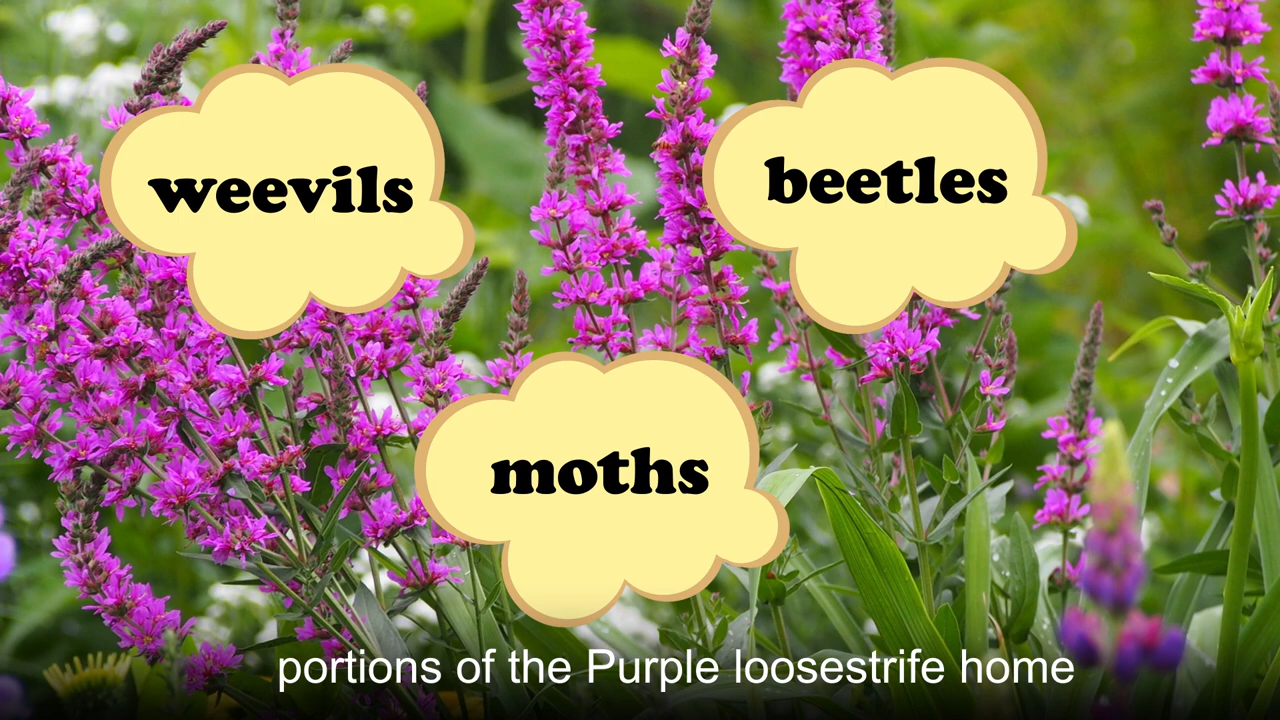 weevils
beetles
moths
portions of the Purple loosestrife home